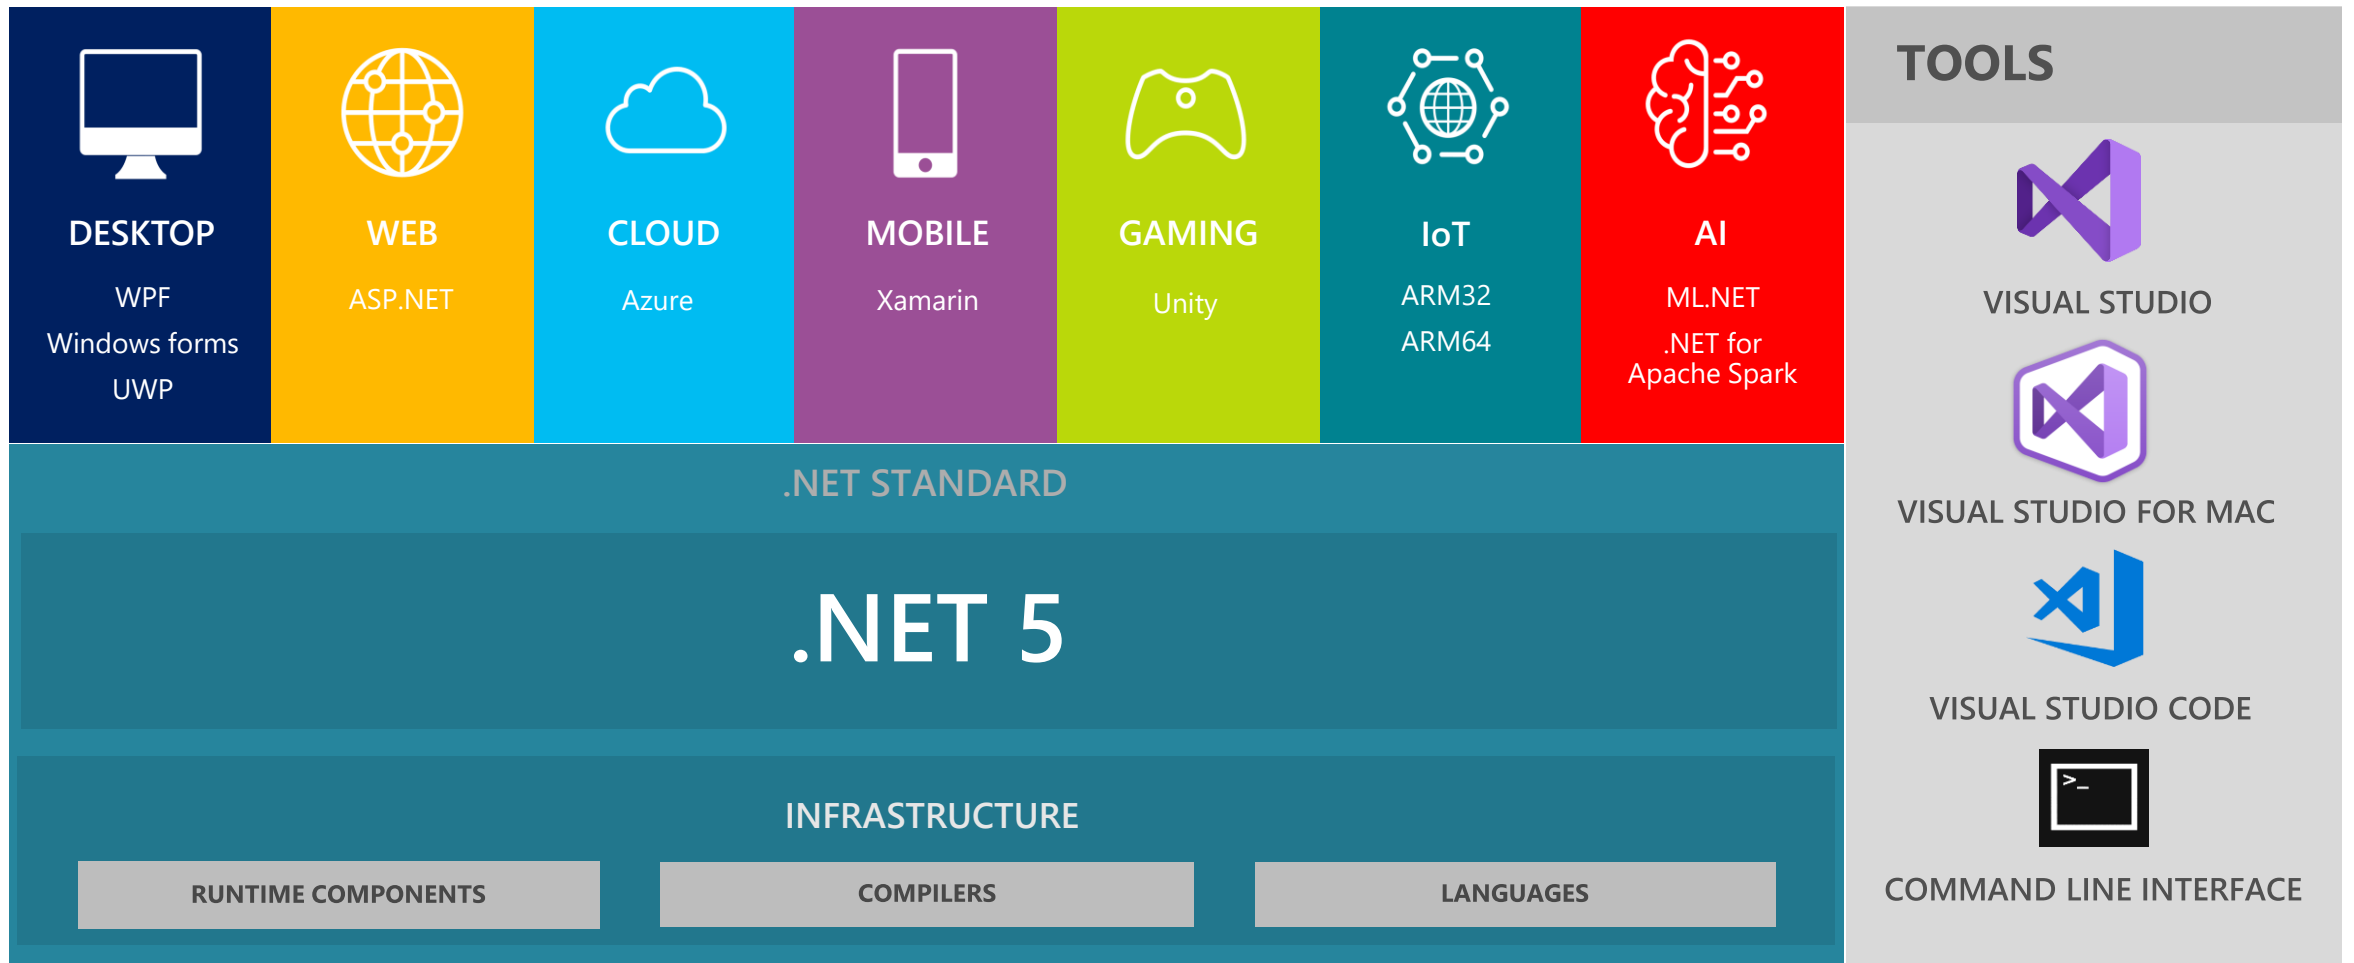 DESKTOP
WPF
Windows forms
UWP
WEB
ASP.NET
CLOUD
Azure
MOBILE
Xamarin
GAMING
Unity
IoT
ARM32
ARM64
AI
ML.NET
.NET for
Apache Spark
.NET STANDARD
.NET 5
INFRASTRUCTURE
RUNTIME COMPONENTS
COMPILERS
LANGUAGES
TOOLS
VISUAL STUDIO
VISUAL STUDIO FOR MAC
VISUAL STUDIO CODE
>_
COMMAND LINE INTERFACE